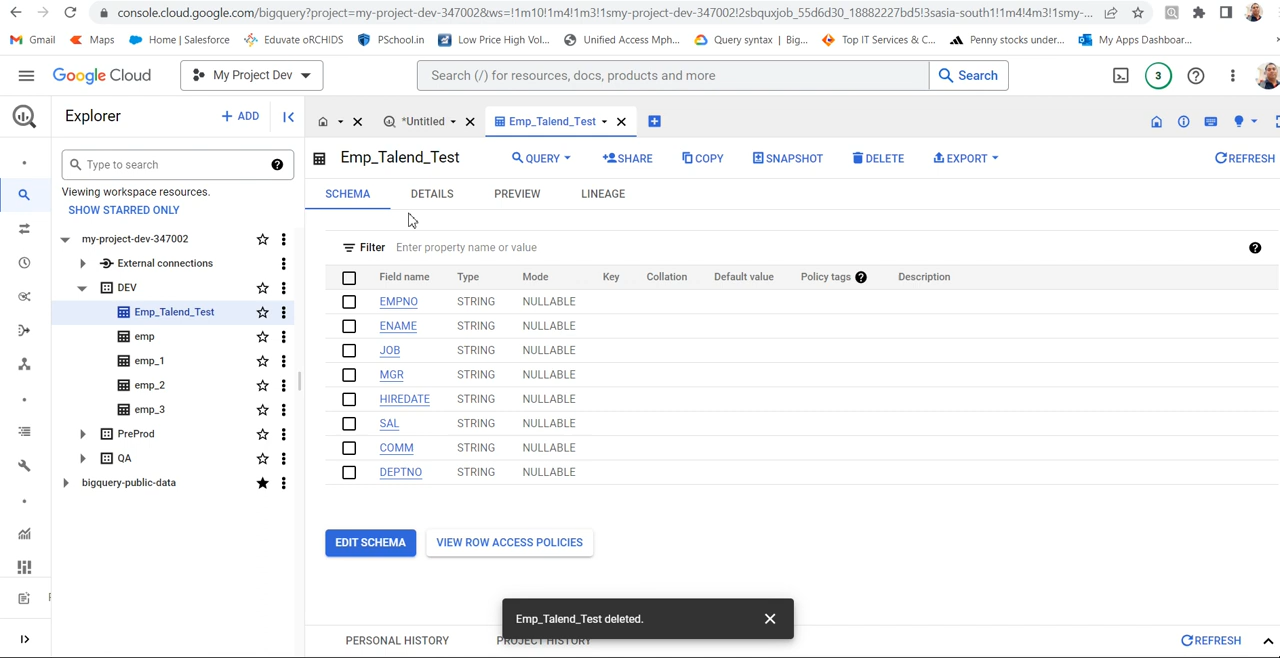 console.cloud.google.com/bigquery?project=my-project-dev-347002&ws=!1m10!1m4!1m3!1smy-project-dev-347002!2sbquxjob_55d6d30_18882227bd5!3sasia-south1!1m4!4m3!1smy-...
Gmail Maps Home | Salesforce Eduvate oRCHIDS PSchool.in Low Price High Vol... Unified Access Mph... Query syntax | Big... Top IT Services & C... Penny stocks under... My Apps Dashboar...
Google Cloud My Project Dev Search (/) for resources, docs, products and more Search 3
Explorer + ADD *Untitled Emp_Talend_Test
Type to search
Viewing workspace resources.
SHOW STARRED ONLY
my-project-dev-347002
External connections
DEV
Emp_Talend_Test
emp
emp_1
emp_2
emp_3
PreProd
QA
bigquery-public-data
Emp_Talend_Test QUERY SHARE COPY SNAPSHOT DELETE EXPORT REFRESH
SCHEMA DETAILS PREVIEW LINEAGE
Filter Enter property name or value
Field name Type Mode Key Collation Default value Policy tags Description
EMPNO STRING NULLABLE
ENAME STRING NULLABLE
JOB STRING NULLABLE
MGR STRING NULLABLE
HIREDATE STRING NULLABLE
SAL STRING NULLABLE
COMM STRING NULLABLE
DEPTNO STRING NULLABLE
EDIT SCHEMA VIEW ROW ACCESS POLICIES
Emp_Talend_Test deleted.
PERSONAL HISTORY PROJECT HISTORY REFRESH